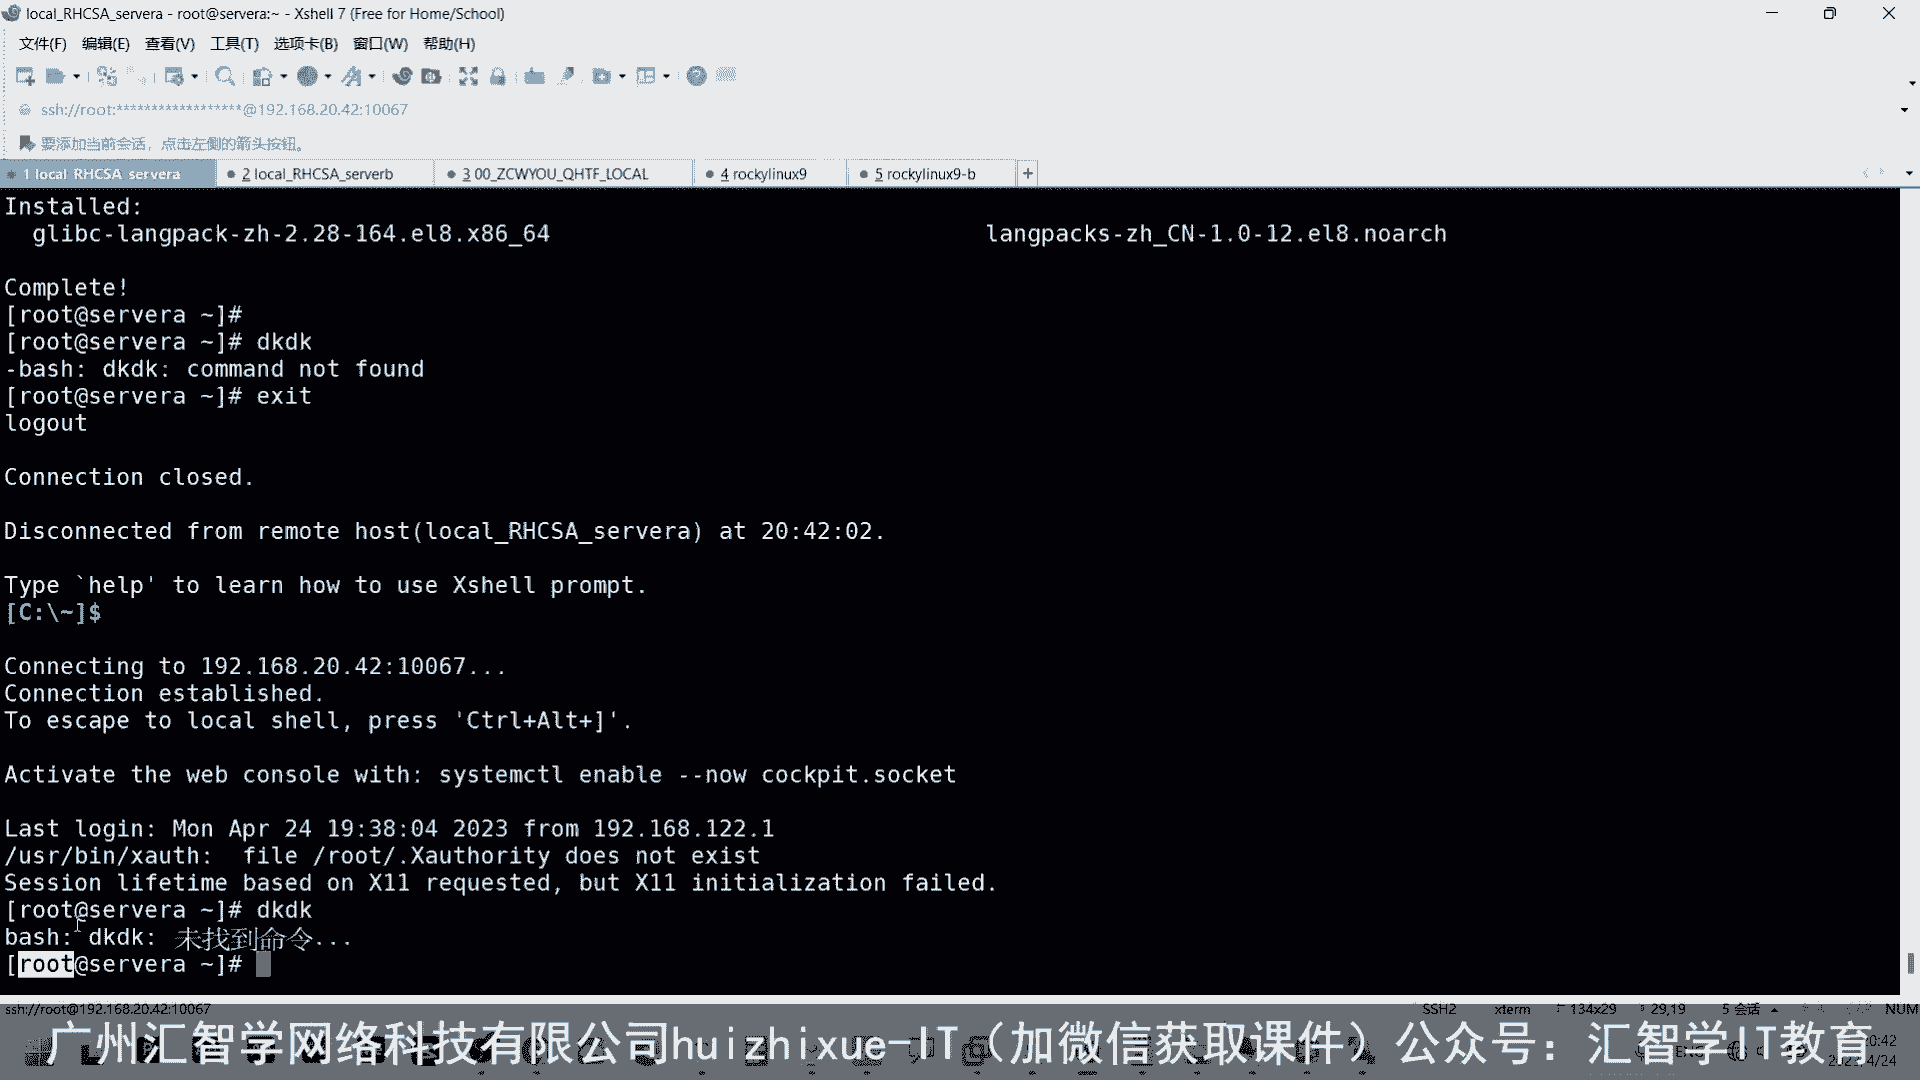 local_RHCSA_servera - root@servera:~ - Xshell 7 (Free for Home/School)
文件(F) 编辑(E) 查看(V) 工具(T) 选项卡(B) 窗口(W) 帮助(H)
ssh://root:******************@192.168.20.42:10067
要添加当前会话，点击左侧的箭头按钮。
1 local_RHCSA_servera 2 local_RHCSA_serverb 3 00_ZCWYOU_QHTF_LOCAL 4 rockylinux9 5 rockylinux9-b +
Installed:
glibc-langpack-zh-2.28-164.el8.x86_64 langpacks-zh_CN-1.0-12.el8.noarch
Complete!
[root@servera ~]#
[root@servera ~]# dkdk
-bash: dkdk: command not found
[root@servera ~]# exit
logout
Connection closed.
Disconnected from remote host(local_RHCSA_servera) at 20:42:02.
Type `help' to learn how to use Xshell prompt.
[C:\~]$
Connecting to 192.168.20.42:10067...
Connection established.
To escape to local shell, press 'Ctrl+Alt+]'.
Activate the web console with: systemctl enable --now cockpit.socket
Last login: Mon Apr 24 19:38:04 2023 from 192.168.122.1
/usr/bin/xauth:  file /root/.Xauthority does not exist
Session lifetime based on X11 requested, but X11 initialization failed.
[root@servera ~]# dkdk
bash: dkdk: 未找到命令...
[root@servera ~]#
ssh://root@192.168.20.42:10067 SSH2 xterm 134x29 29,19 5 会话 NUM
广州汇智学网络科技有限公司huizhixue-IT（加微信获取课件）公众号：汇智学IT教育
20:42